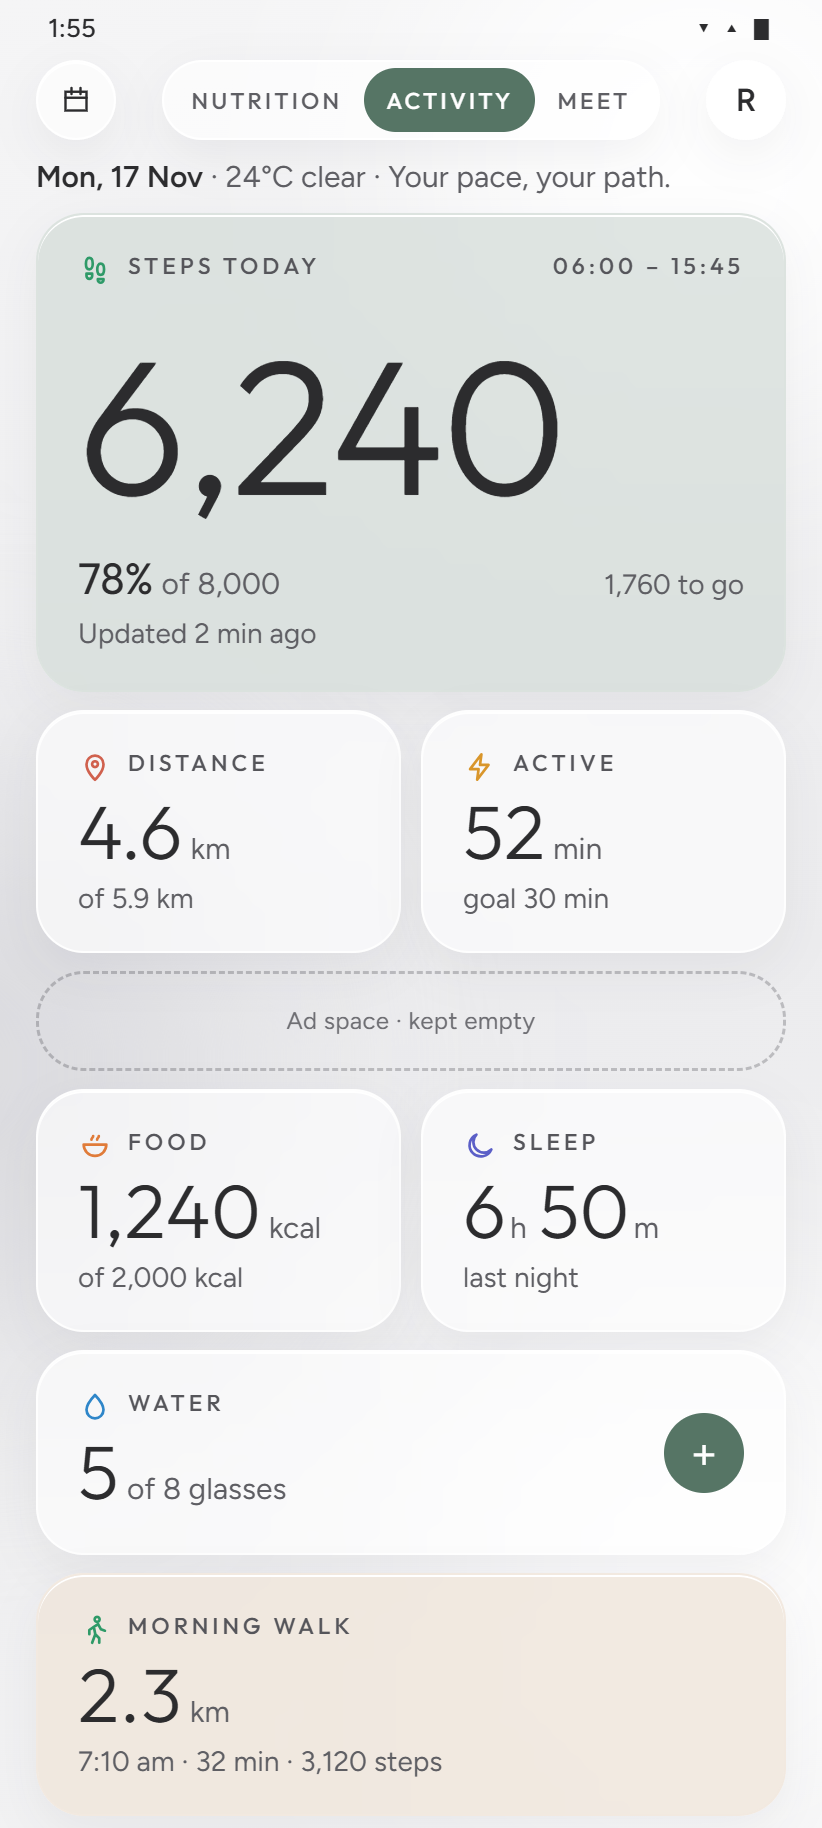 1:55
NUTRITION ACTIVITY MEET R
Mon, 17 Nov · 24°C clear · Your pace, your path.
STEPS TODAY 06:00 – 15:45
6,240
78% of 8,000 1,760 to go
Updated 2 min ago
DISTANCE
4.6 km
of 5.9 km
ACTIVE
52 min
goal 30 min
Ad space · kept empty
FOOD
1,240 kcal
of 2,000 kcal
SLEEP
6 h 50 m
last night
WATER
5 of 8 glasses
+
MORNING WALK
2.3 km
7:10 am · 32 min · 3,120 steps